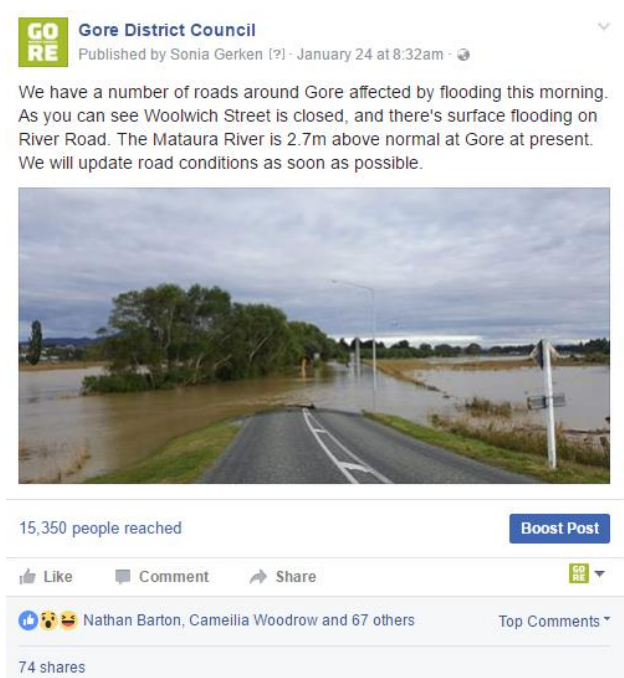 GO
RE
Gore District Council
Published by Sonia Gerken [?] · January 24 at 8:32am ·
We have a number of roads around Gore affected by flooding this morning.
As you can see Woolwich Street is closed, and there's surface flooding on
River Road. The Mataura River is 2.7m above normal at Gore at present.
We will update road conditions as soon as possible.
15,350 people reached
Boost Post
Like
Comment
Share
GO
RE
Nathan Barton, Cameilia Woodrow and 67 others
Top Comments
74 shares